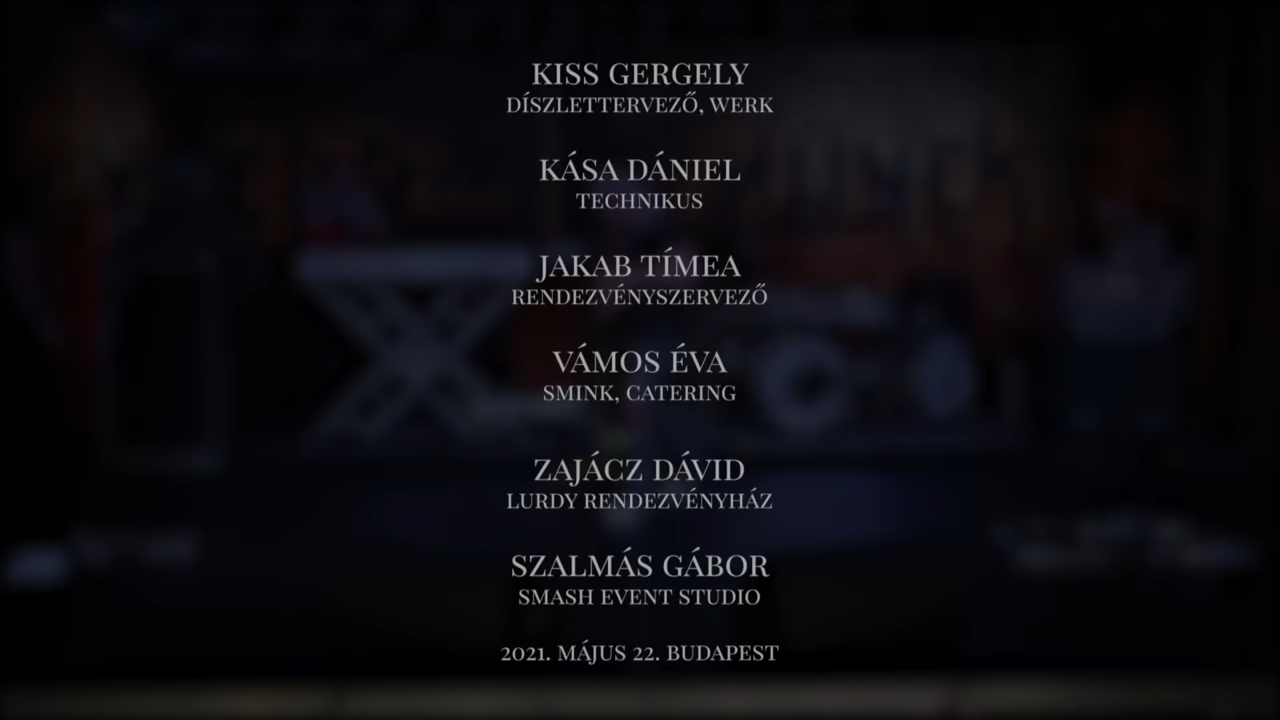 KISS GERGELY
DÍSZLETTERVEZŐ, WERK
KÁSA DÁNIEL
TECHNIKUS
JAKAB TÍMEA
RENDEZVÉNYSZERVEZŐ
VÁMOS ÉVA
SMINK, CATERING
ZAJÁCZ DÁVID
LURDY RENDEZVÉNYHÁZ
SZALMÁS GÁBOR
SMASH EVENT STUDIO
2021. MÁJUS 22. BUDAPEST